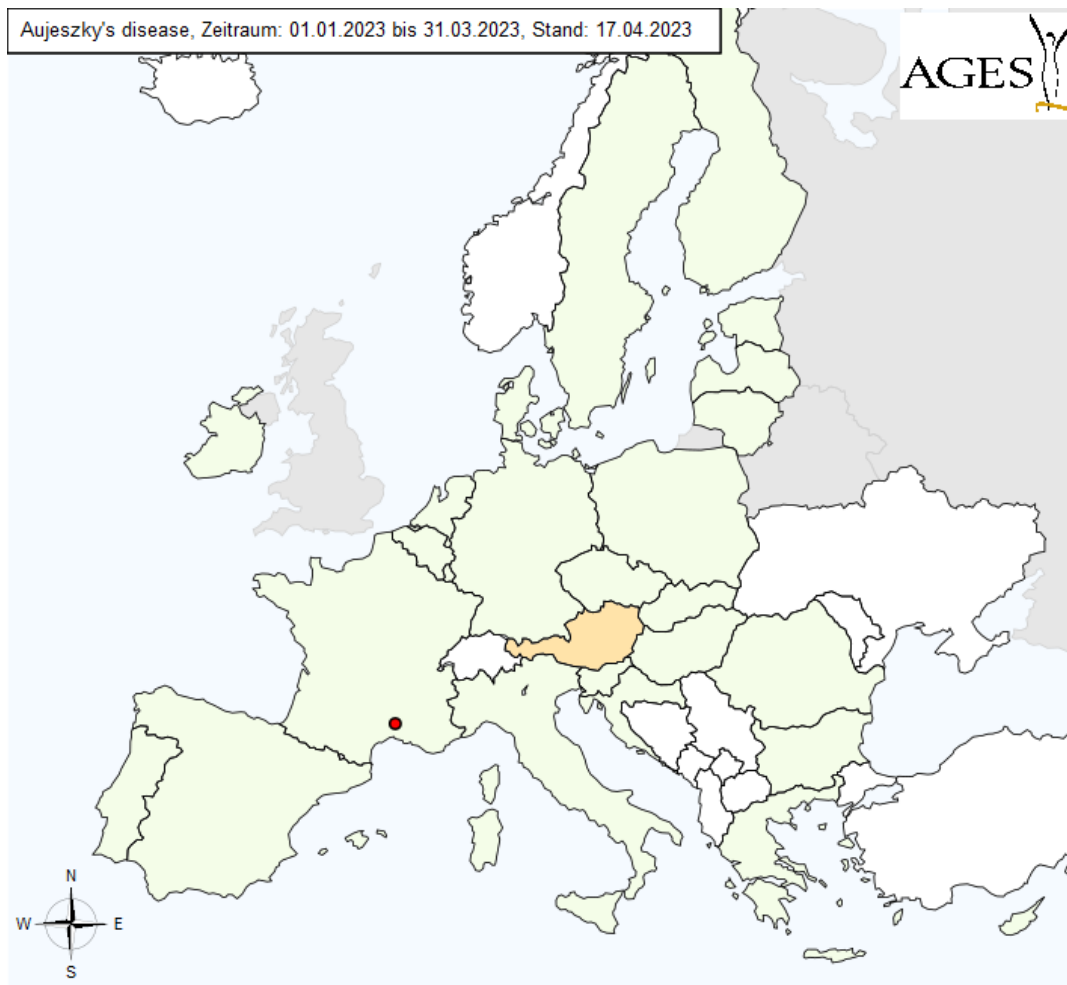 Aujeszky's disease, Zeitraum: 01.01.2023 bis 31.03.2023, Stand: 17.04.2023
AGES
N
W
E
S